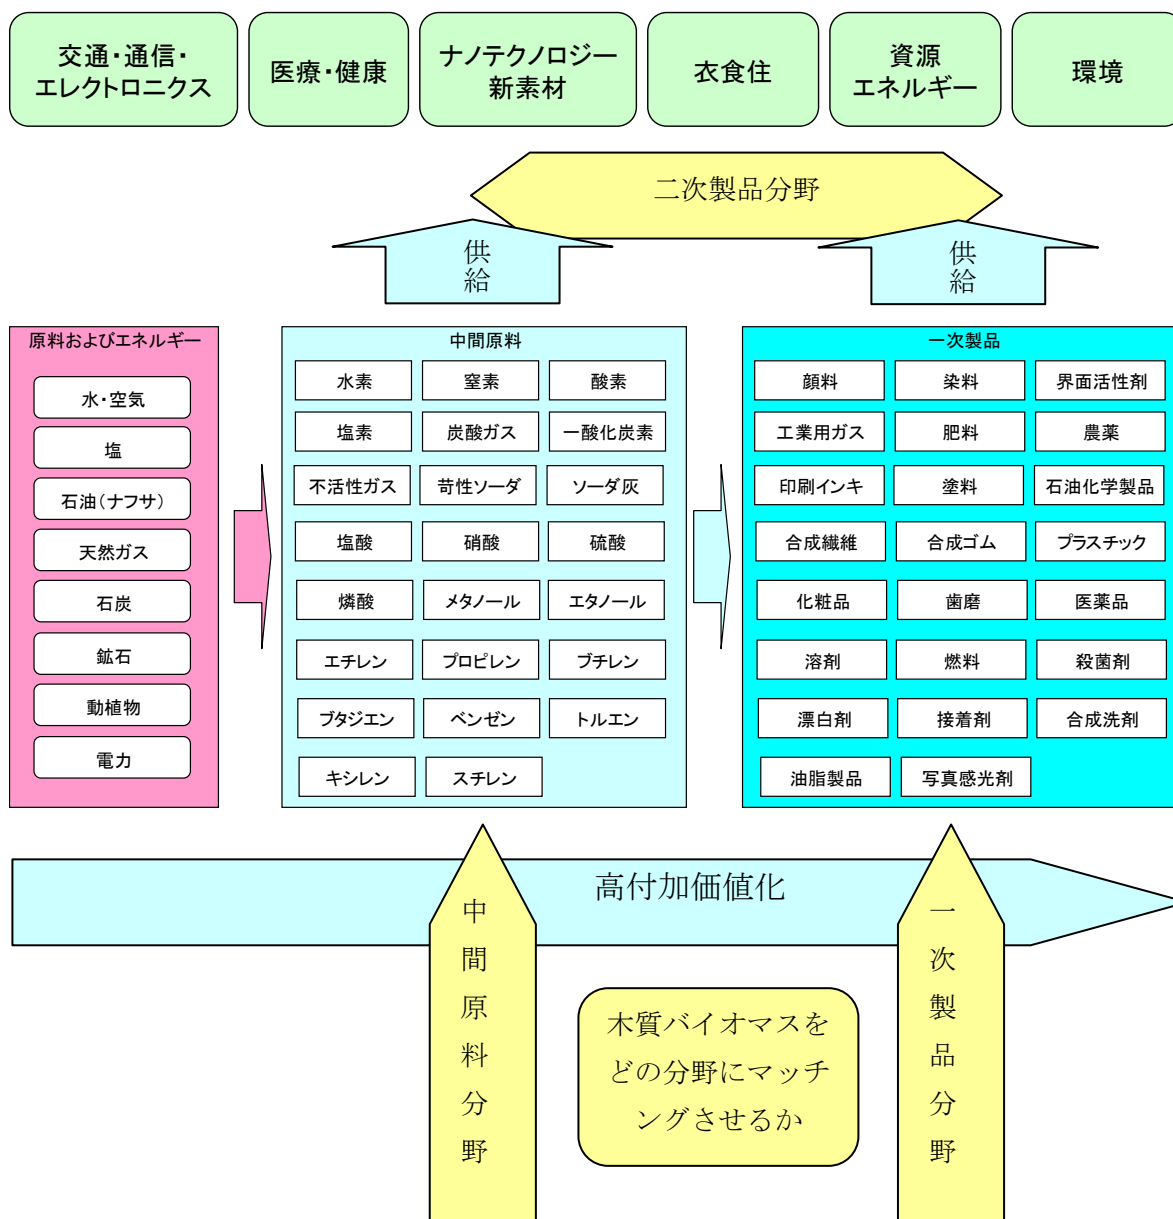 交通・通信・
エレクトロニクス
医療・健康
ナノテクノロジー
新素材
衣食住
資源
エネルギー
環境
二次製品分野
供給
供給
原料およびエネルギー
水・空気
塩
石油(ナフサ)
天然ガス
石炭
鉱石
動植物
電力
中間原料
水素
窒素
酸素
塩素
炭酸ガス
一酸化炭素
不活性ガス
苛性ソーダ
ソーダ灰
塩酸
硝酸
硫酸
燐酸
メタノール
エタノール
エチレン
プロピレン
ブチレン
ブタジエン
ベンゼン
トルエン
キシレン
スチレン
一次製品
顔料
染料
界面活性剤
工業用ガス
肥料
農薬
印刷インキ
塗料
石油化学製品
合成繊維
合成ゴム
プラスチック
化粧品
歯磨
医薬品
溶剤
燃料
殺菌剤
漂白剤
接着剤
合成洗剤
油脂製品
写真感光剤
高付加価値化
中間原料分野
木質バイオマスを
どの分野にマッチ
ングさせるか
一次製品分野